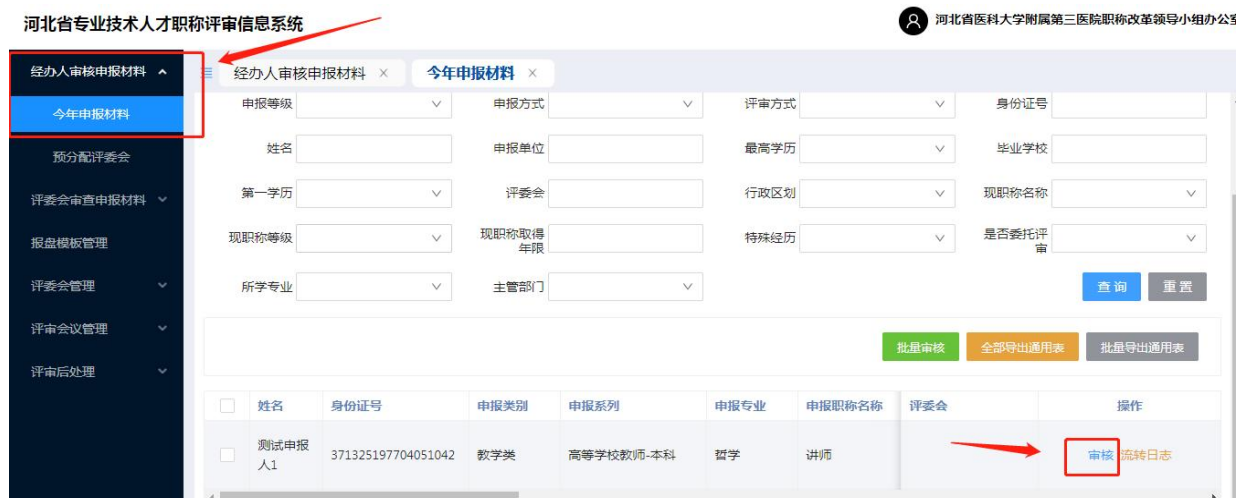 河北省专业技术人才职称评审信息系统
河北省医科大学附属第三医院职称改革领导小组办公室
经办人审核申报材料
今年申报材料
预分配评委会
评委会审查申报材料
报盘模板管理
评委会管理
评审会议管理
评审后处理
经办人审核申报材料 × 今年申报材料 ×
申报等级 申报方式 评审方式 身份证号
姓名 申报单位 最高学历 毕业学校
第一学历 评委会 行政区划 现职称名称
现职称等级 现职称取得年限 特殊经历 是否委托评审
所学专业 主管部门 查询 重置
批量审核 全部导出通用表 批量导出通用表
姓名 身份证号 申报类别 申报系列 申报专业 申报职称名称 评委会 操作
测试申报人1 371325197704051042 教学类 高等学校教师-本科 哲学 讲师 审核 流转日志